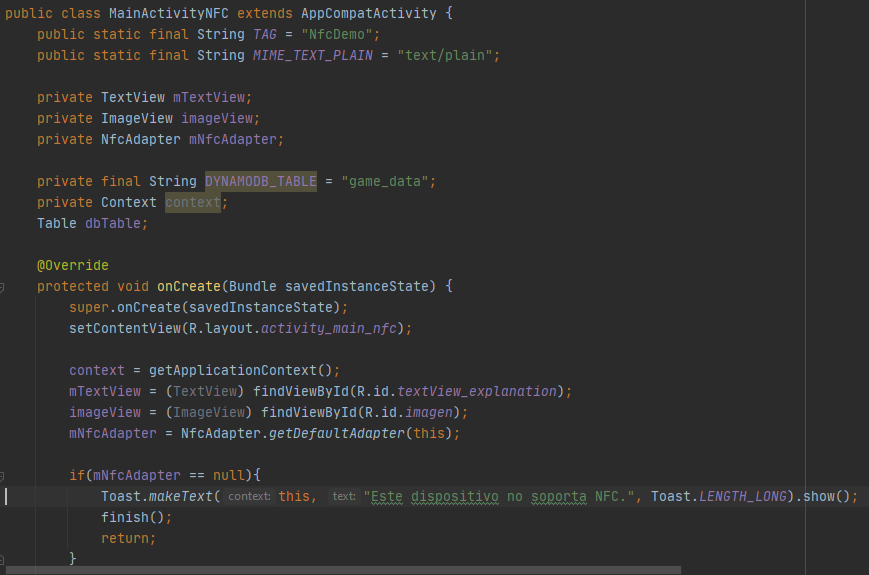 public class MainActivityNFC extends AppCompatActivity {
public static final String TAG = "NfcDemo";
public static final String MIME_TEXT_PLAIN = "text/plain";
private TextView mTextView;
private ImageView imageView;
private NfcAdapter mNfcAdapter;
private final String DYNAMODB_TABLE = "game_data";
private Context context;
Table dbTable;
@Override
protected void onCreate(Bundle savedInstanceState) {
super.onCreate(savedInstanceState);
setContentView(R.layout.activity_main_nfc);
context = getApplicationContext();
mTextView = (TextView) findViewById(R.id.textView_explanation);
imageView = (ImageView) findViewById(R.id.imagen);
mNfcAdapter = NfcAdapter.getDefaultAdapter(this);
if(mNfcAdapter == null){
Toast.makeText( context: this, text: "Este dispositivo no soporta NFC.", Toast.LENGTH_LONG).show();
finish();
return;
}